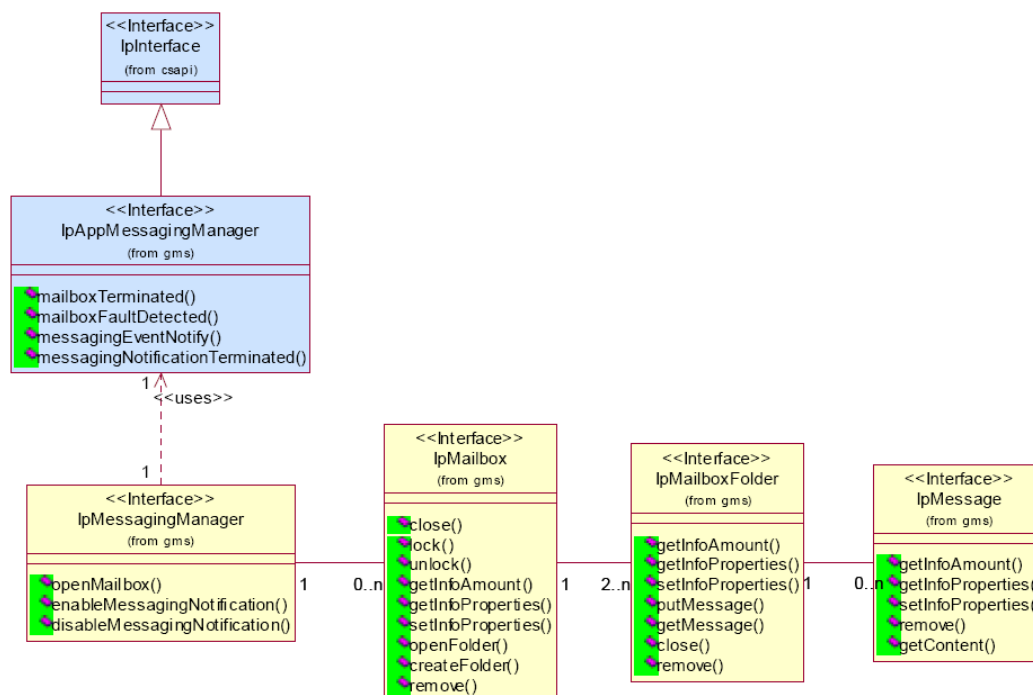 <<Interface>>
IpInterface
(from csapi)
<<Interface>>
IpAppMessagingManager
(from gms)
mailboxTerminated()
mailboxFaultDetected()
messagingEventNotify()
messagingNotificationTerminated()
1
<<uses>>
1
<<Interface>>
IpMessagingManager
(from gms)
openMailbox()
enableMessagingNotification()
disableMessagingNotification()
1
0..n
<<Interface>>
IpMailbox
(from gms)
close()
lock()
unlock()
getInfoAmount()
getInfoProperties()
setInfoProperties()
openFolder()
createFolder()
remove()
1
2..n
<<Interface>>
IpMailboxFolder
(from gms)
getInfoAmount()
getInfoProperties()
setInfoProperties()
putMessage()
getMessage()
close()
remove()
1
0..n
<<Interface>>
IpMessage
(from gms)
getInfoAmount()
getInfoProperties()
setInfoProperties()
remove()
getContent()